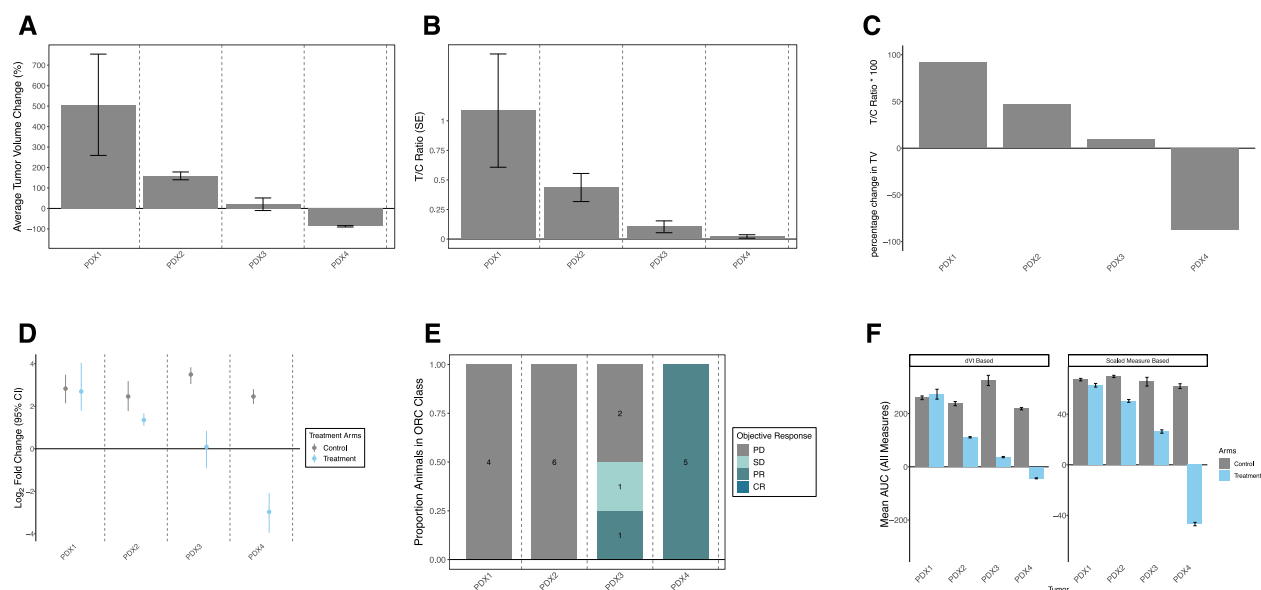 A
Average Tumor Volume Change (%)
700
600
500
400
300
200
100
0
−100
PDX1
PDX2
PDX3
PDX4
B
T/C Ratio (SE)
1
0.75
0.5
0.25
0
PDX1
PDX2
PDX3
PDX4
C
T/C Ratio * 100
percentage change in TV
100
50
0
−50
−100
PDX1
PDX2
PDX3
PDX4
D
Log2 Fold Change (95% CI)
4
2
0
−2
−4
PDX1
PDX2
PDX3
PDX4
Treatment Arms
Control
Treatment
E
Proportion Animals in ORC Class
1.00
0.75
0.50
0.25
0.00
4
6
2
1
1
5
PDX1
PDX2
PDX3
PDX4
Objective Response
PD
SD
PR
CR
F
Mean AUC (All Measures)
dVt Based
Scaled Measure Based
200
0
−200
40
0
−40
PDX1
PDX2
PDX3
PDX4
PDX1
PDX2
PDX3
PDX4
Tumor
Arms
Control
Treatment